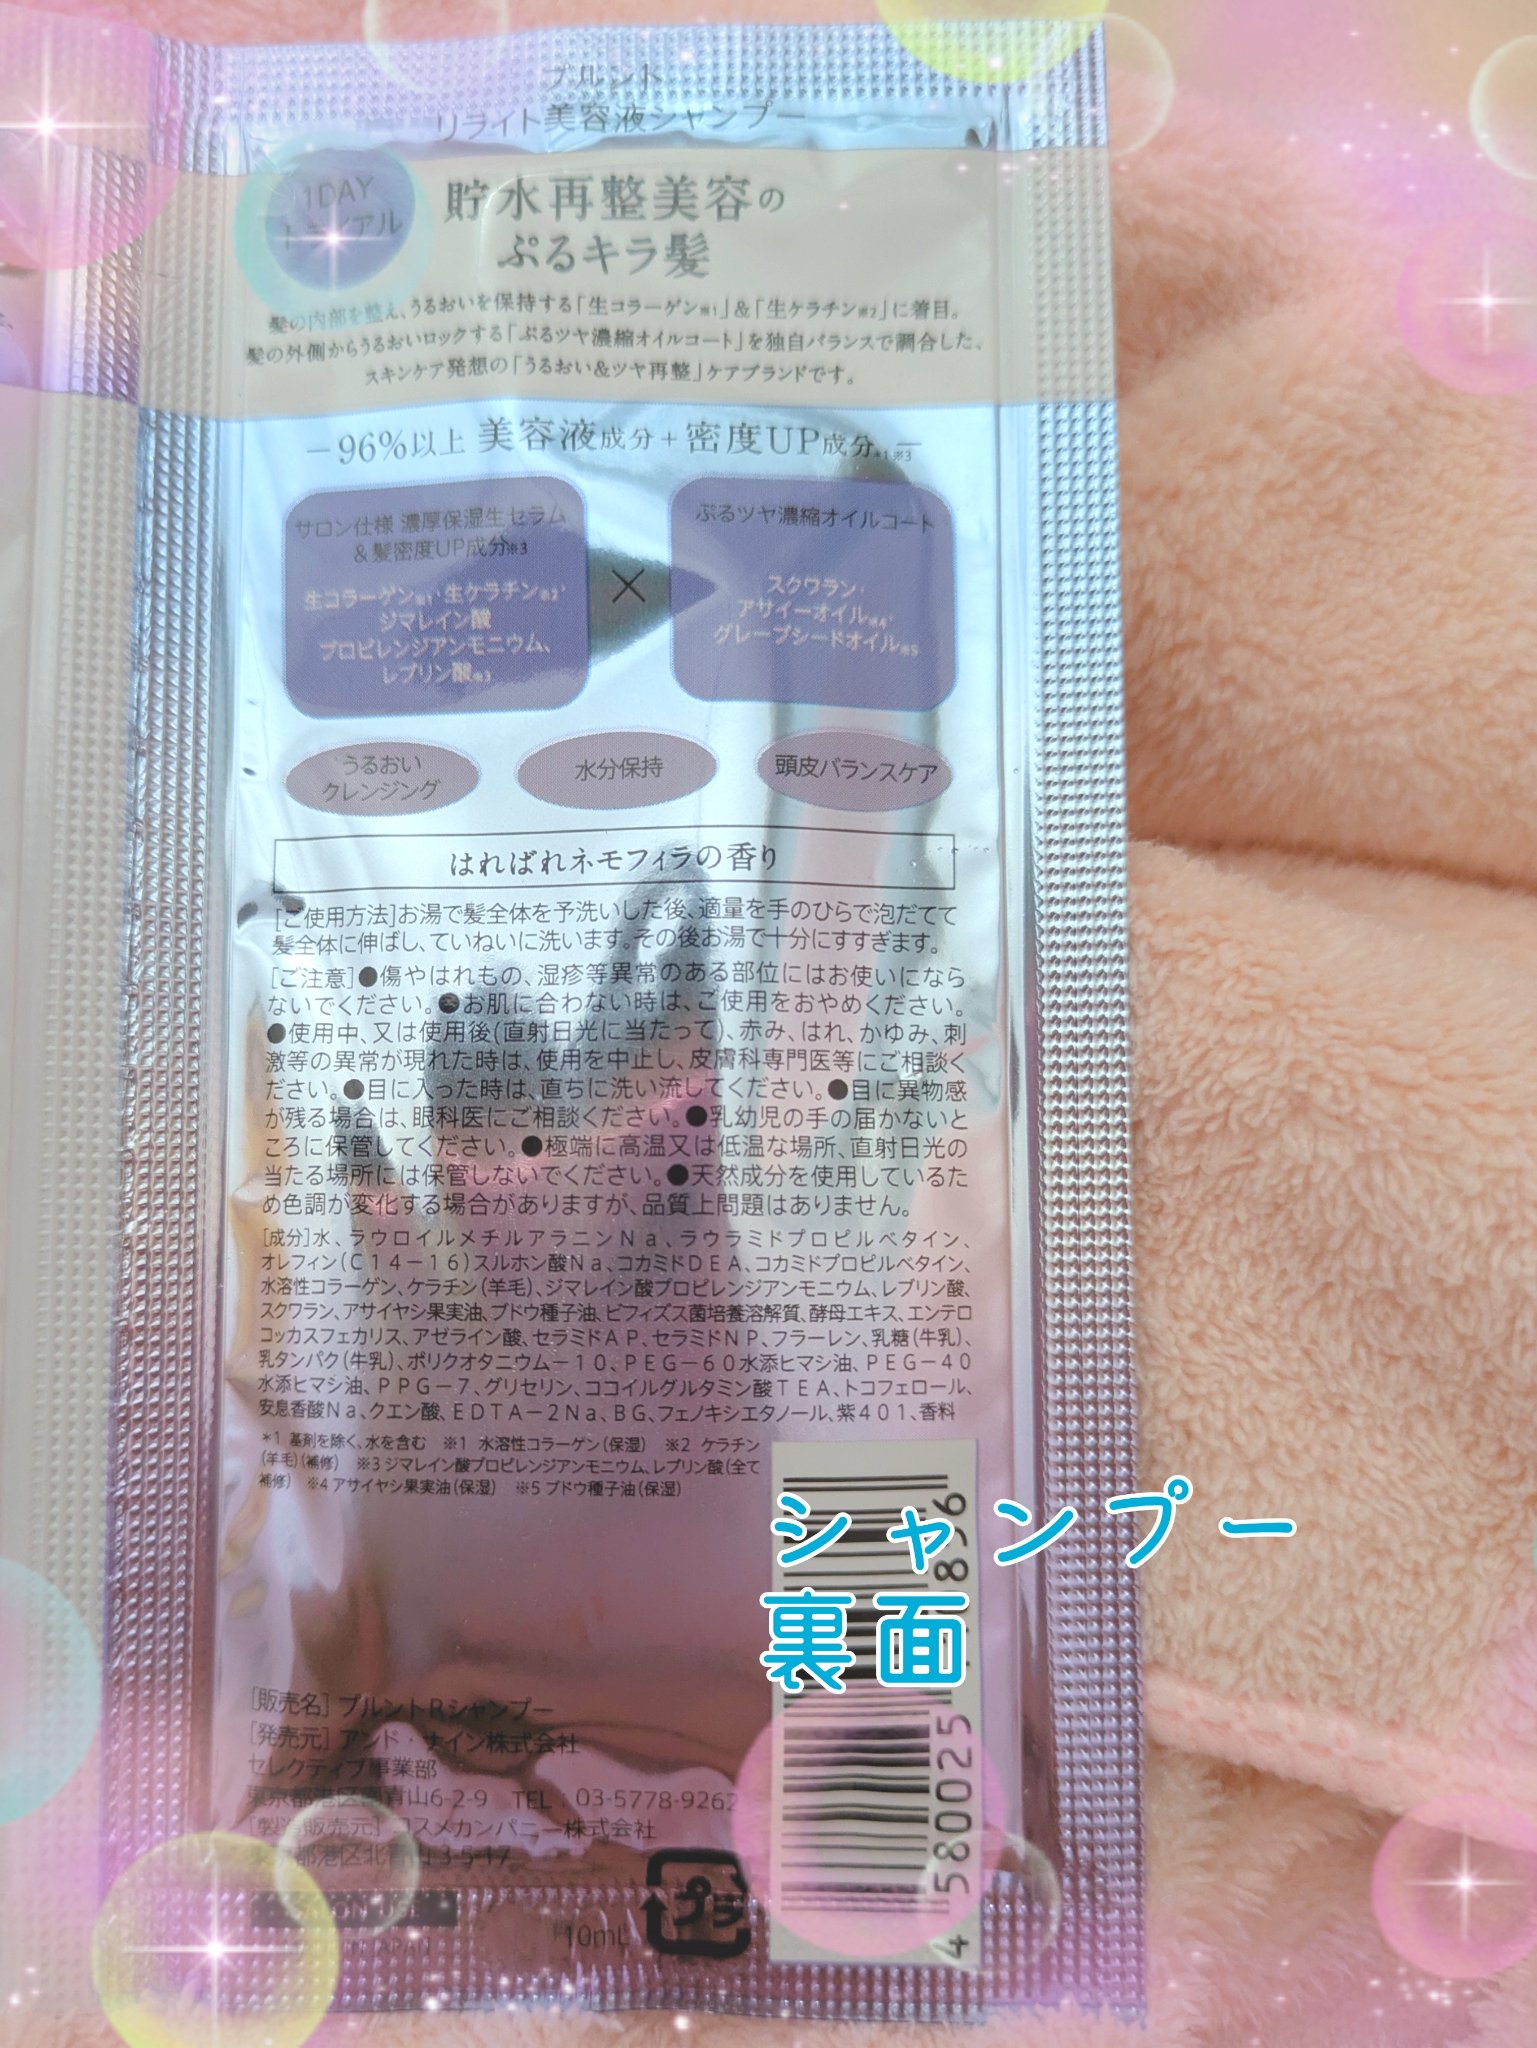 プルント
リライト美容液シャンプー
1DAY
トライアル
貯水再整美容の
ぷるキラ髪
髪の内部を整え、うるおいを保持する「生コラーゲン※1」&「生ケラチン※2」に着目。
髪の外側からうるおいロックする「ぷるツヤ濃縮オイルコート」を独自バランスで調合した、
スキンケア発想の「うるおい&ツヤ再整」ケアブランドです。
−96%以上 美容液成分+密度UP成分*1※3−
サロン仕様 濃厚保湿生セラム
&髪密度UP成分※3
生コラーゲン※1・生ケラチン※2・
ジマレイン酸
プロピレンジアンモニウム、
レブリン酸※3
×
ぷるツヤ濃縮オイルコート
スクワラン・
アサイーオイル※4・
グレープシードオイル※5
うるおい
クレンジング
水分保持
頭皮バランスケア
はればれネモフィラの香り
[ご使用方法]お湯で髪全体を予洗いした後、適量を手のひらで泡だてて
髪全体に伸ばし、ていねいに洗います。その後お湯で十分にすすぎます。
[ご注意]●傷やはれもの、湿疹等異常のある部位にはお使いになら
ないでください。●お肌に合わない時は、ご使用をおやめください。
●使用中、又は使用後(直射日光に当たって)、赤み、はれ、かゆみ、刺
激等の異常が現れた時は、使用を中止し、皮膚科専門医等にご相談く
ださい。●目に入った時は、直ちに洗い流してください。●目に異物感
が残る場合は、眼科医にご相談ください。●乳幼児の手の届かないと
ころに保管してください。●極端に高温又は低温な場所、直射日光の
当たる場所には保管しないでください。●天然成分を使用しているた
め色調が変化する場合がありますが、品質上問題はありません。
[成分]水、ラウロイルメチルアラニンNa、ラウラミドプロピルベタイン、
オレフィン(C14-16)スルホン酸Na、コカミドDEA、コカミドプロピルベタイン、
水溶性コラーゲン、ケラチン(羊毛)、ジマレイン酸プロピレンジアンモニウム、レブリン酸、
スクワラン、アサイヤシ果実油、ブドウ種子油、ビフィズス菌培養溶解質、酵母エキス、エンテロ
コッカスフェカリス、アゼライン酸、セラミドAP、セラミドNP、フラーレン、乳糖(牛乳)、
乳タンパク(牛乳)、ポリクオタニウム-10、PEG-60水添ヒマシ油、PEG-40
水添ヒマシ油、PPG-7、グリセリン、ココイルグルタミン酸TEA、トコフェロール、
安息香酸Na、クエン酸、EDTA-2Na、BG、フェノキシエタノール、紫401、香料
*1 基剤を除く、水を含む ※1 水溶性コラーゲン(保湿) ※2 ケラチン
(羊毛)(補修) ※3 ジマレイン酸プロピレンジアンモニウム、レブリン酸(全て
補修) ※4 アサイヤシ果実油(保湿) ※5 ブドウ種子油(保湿)
シャンプー
裏面
[販売名] プルントRシャンプー
[発売元] アンド・ナイン株式会社
セレクティブ事業部
東京都港区南青山6-2-9 TEL:03-5778-9262
[製造販売元] コスメカンパニー株式会社
東京都港区北青山3-5-17
10mL
プラ
4 580025
896